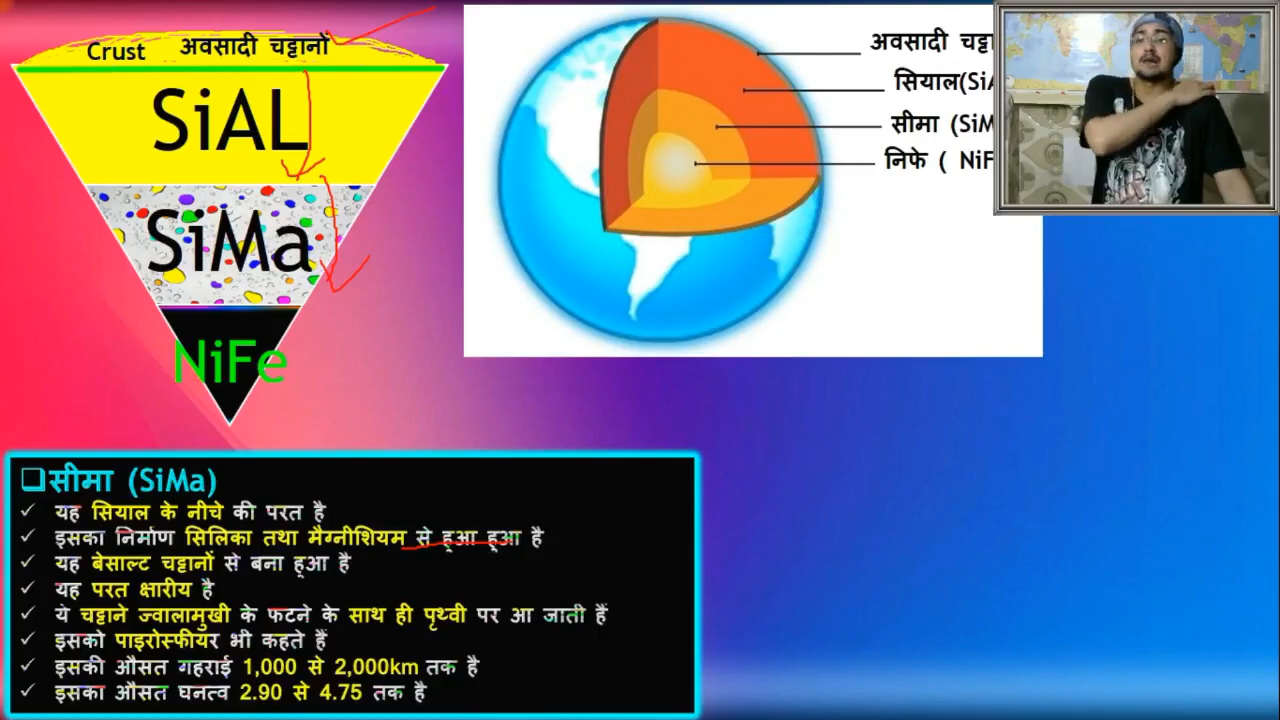 Crust अवसादी चट्टानों
SiAL
SiMa
NiFe
अवसादी चट्टा
सियाल(SiA
सीमा (SiM
निफे ( NiF
❑सीमा (SiMa)
✓ यह सियाल के नीचे की परत है
✓ इसका निर्माण सिलिका तथा मैग्नीशियम से हुआ हुआ है
✓ यह बेसाल्ट चट्टानों से बना हुआ है
✓ यह परत क्षारीय है
✓ ये चट्टाने ज्वालामुखी के फटने के साथ ही पृथ्वी पर आ जाती हैं
✓ इसको पाइरोस्फीयर भी कहते हैं
✓ इसकी औसत गहराई 1,000 से 2,000km तक है
✓ इसका औसत घनत्व 2.90 से 4.75 तक है